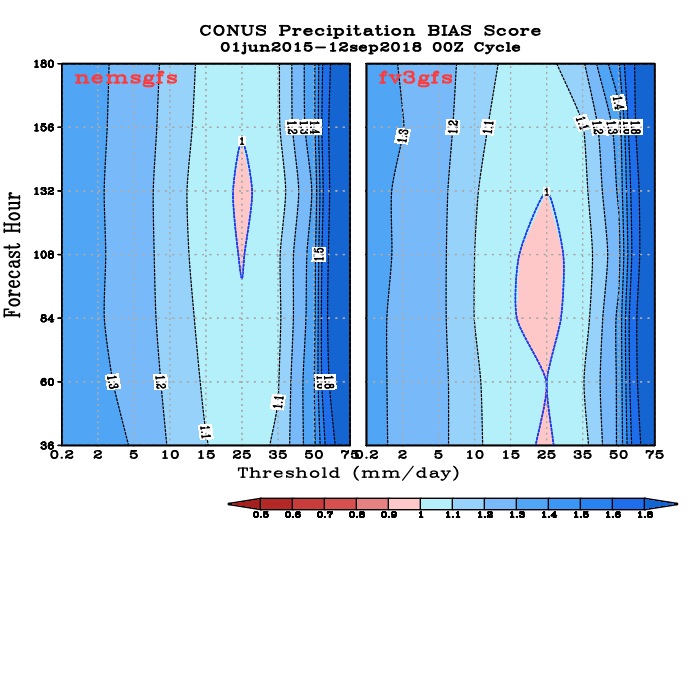 CONUS Precipitation BIAS Score
01jun2015-12sep2018 00Z Cycle
nemsgfs
fv3gfs
Forecast Hour
180
156
132
108
84
60
36
1
1.2
1.3
1.4
1.3
1.2
1.1
1.1
1.8
1
1.3
1.2
1.1
1.1
1.2
1.3
1.4
1.8
0.2 2 5 10 15 25 35 50 75
0.2 2 5 10 15 25 35 50 75
Threshold (mm/day)
0.5 0.6 0.7 0.8 0.9 1 1.1 1.2 1.3 1.4 1.5 1.6 1.8